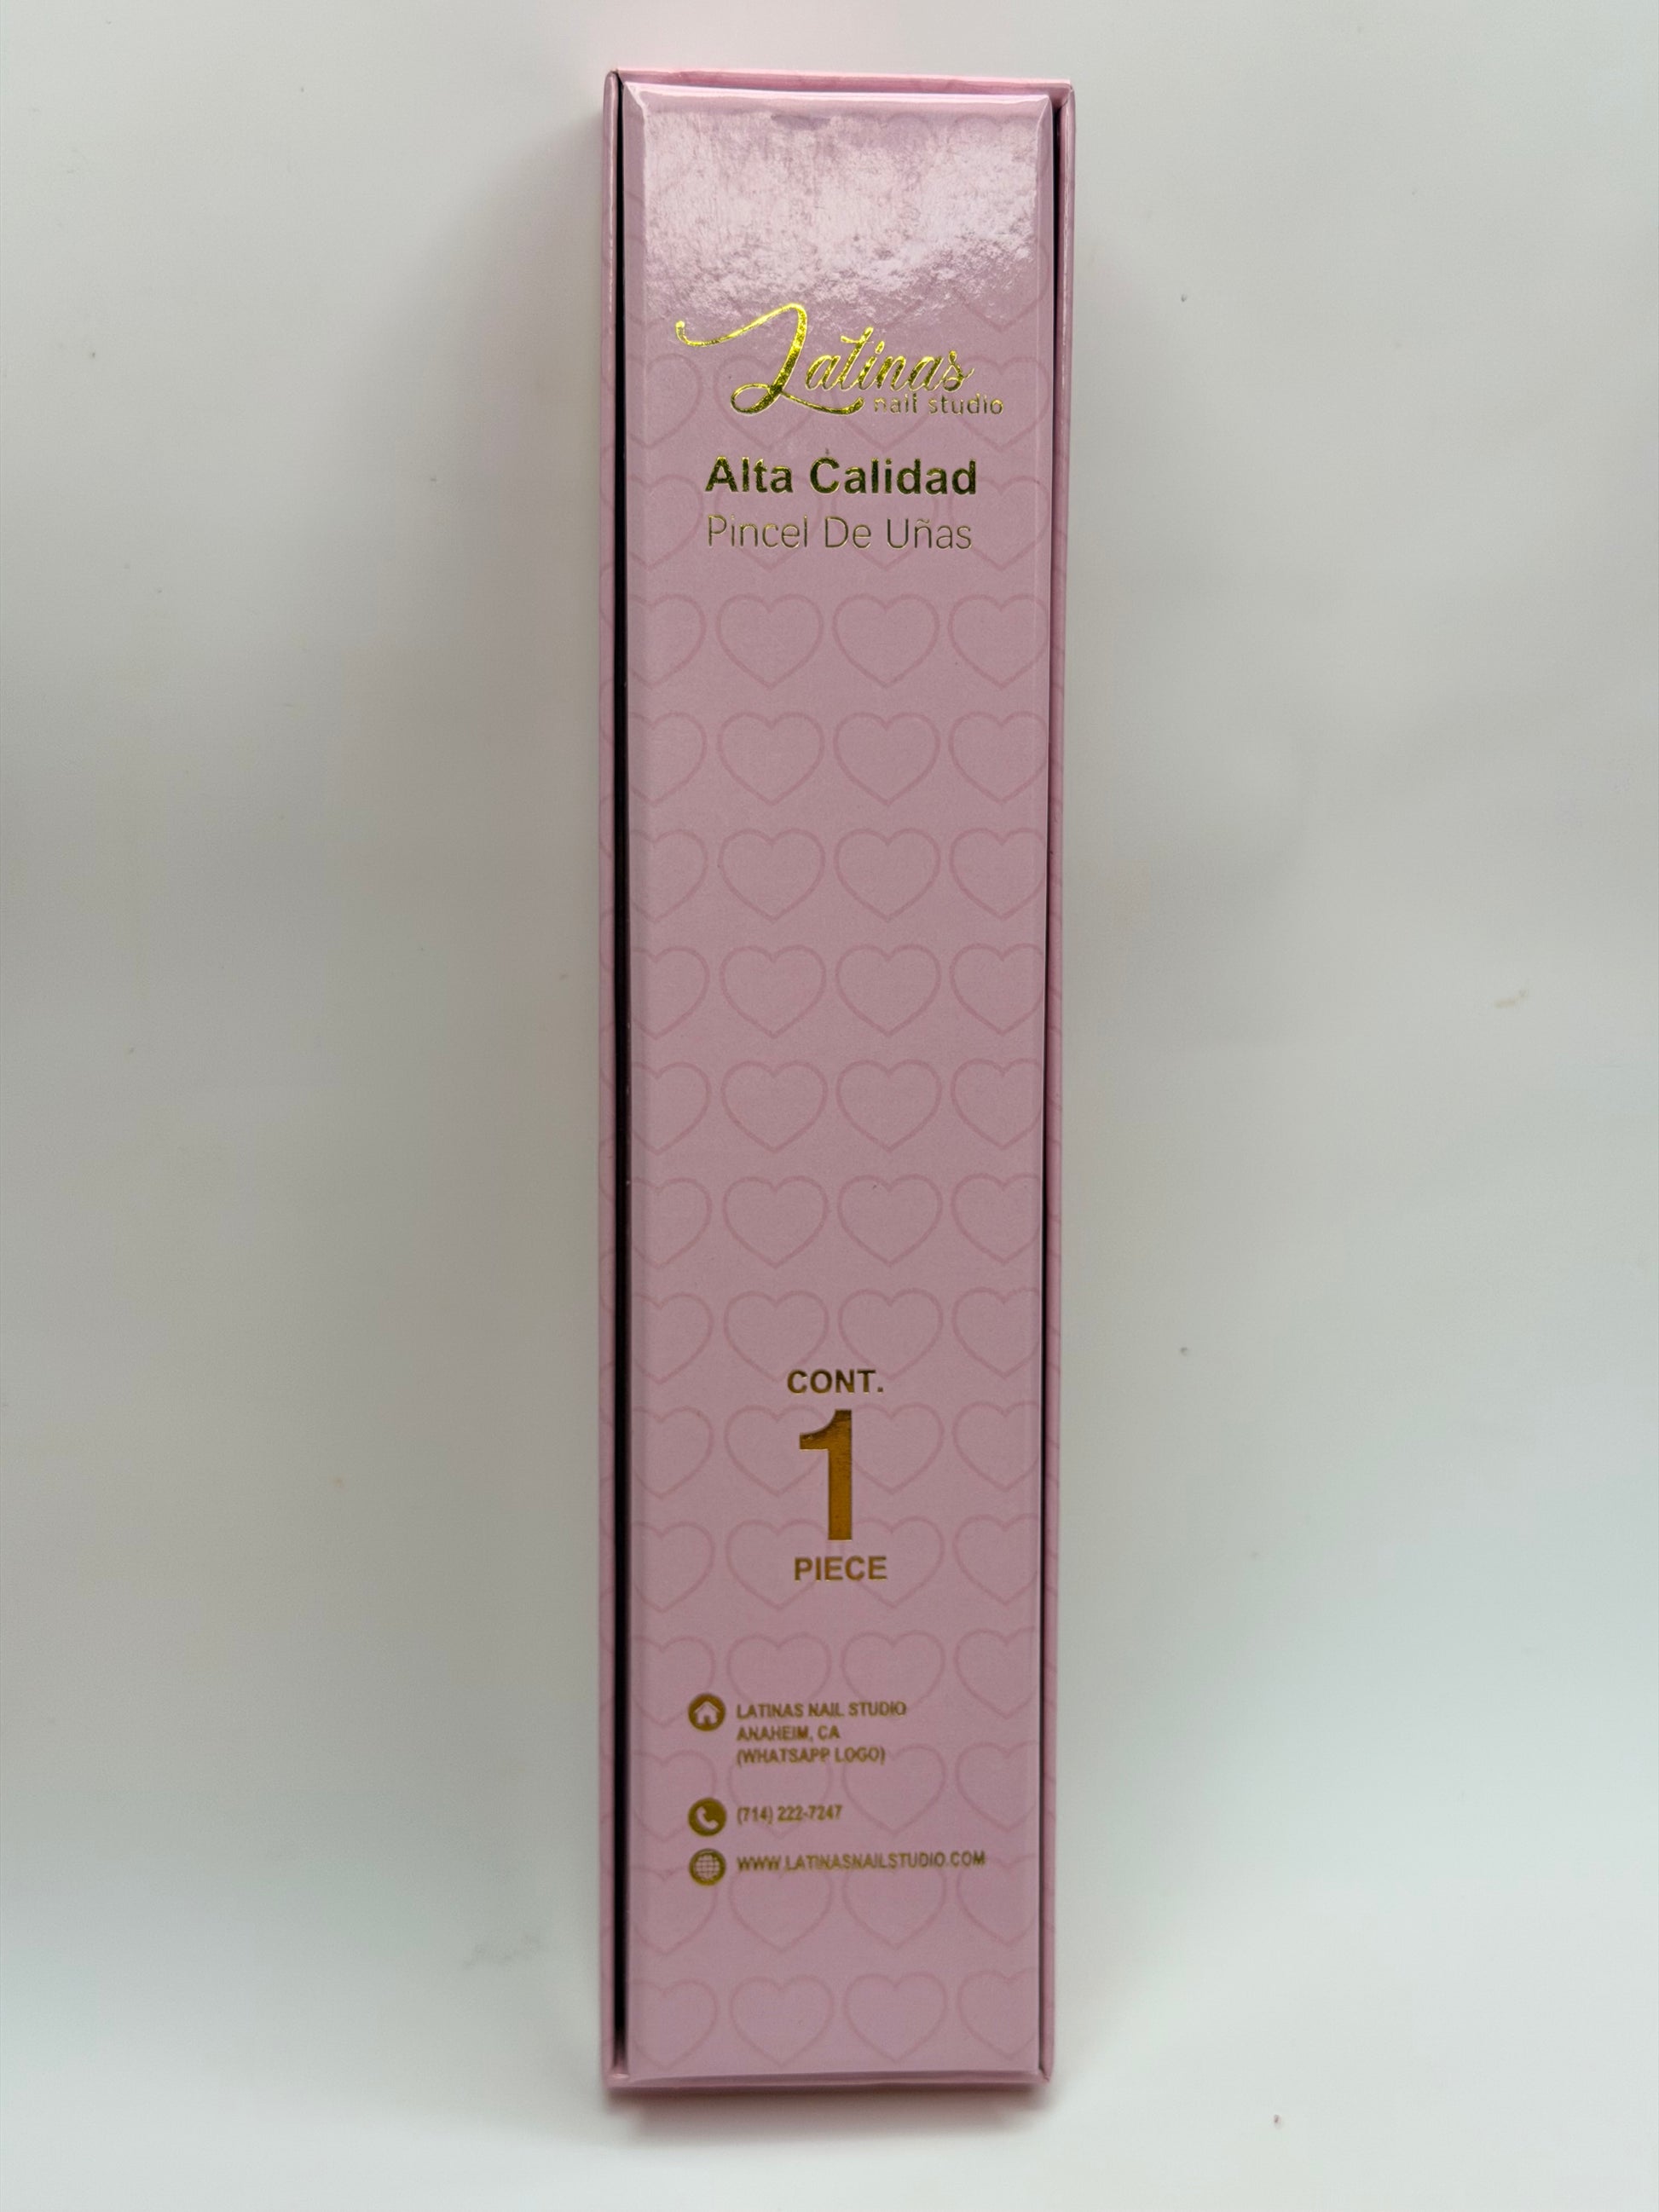 Latinas
nail studio
Alta Calidad
Pincel De Uñas
CONT.
1
PIECE
LATINAS NAIL STUDIO
ANAHEIM, CA
(WHATSAPP LOGO)
(714) 222-7247
WWW.LATINASNAILSTUDIO.COM